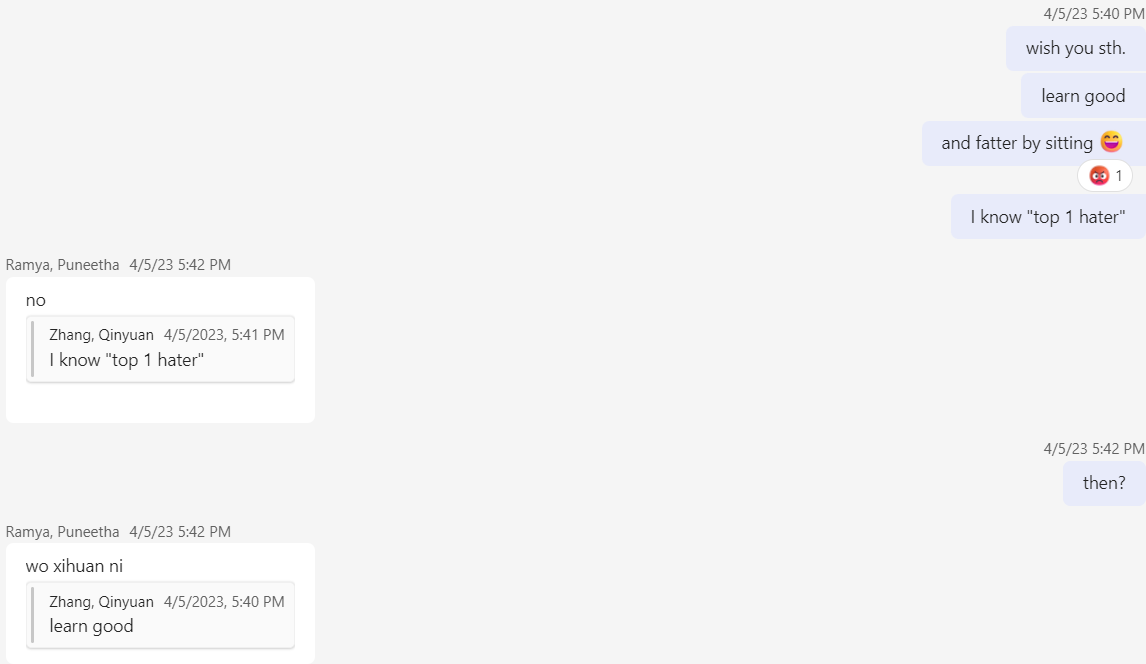 4/5/23 5:40 PM
wish you sth.
learn good
and fatter by sitting 😄
😡 1
I know "top 1 hater"
Ramya, Puneetha 4/5/23 5:42 PM
no
Zhang, Qinyuan 4/5/2023, 5:41 PM
I know "top 1 hater"
4/5/23 5:42 PM
then?
Ramya, Puneetha 4/5/23 5:42 PM
wo xihuan ni
Zhang, Qinyuan 4/5/2023, 5:40 PM
learn good